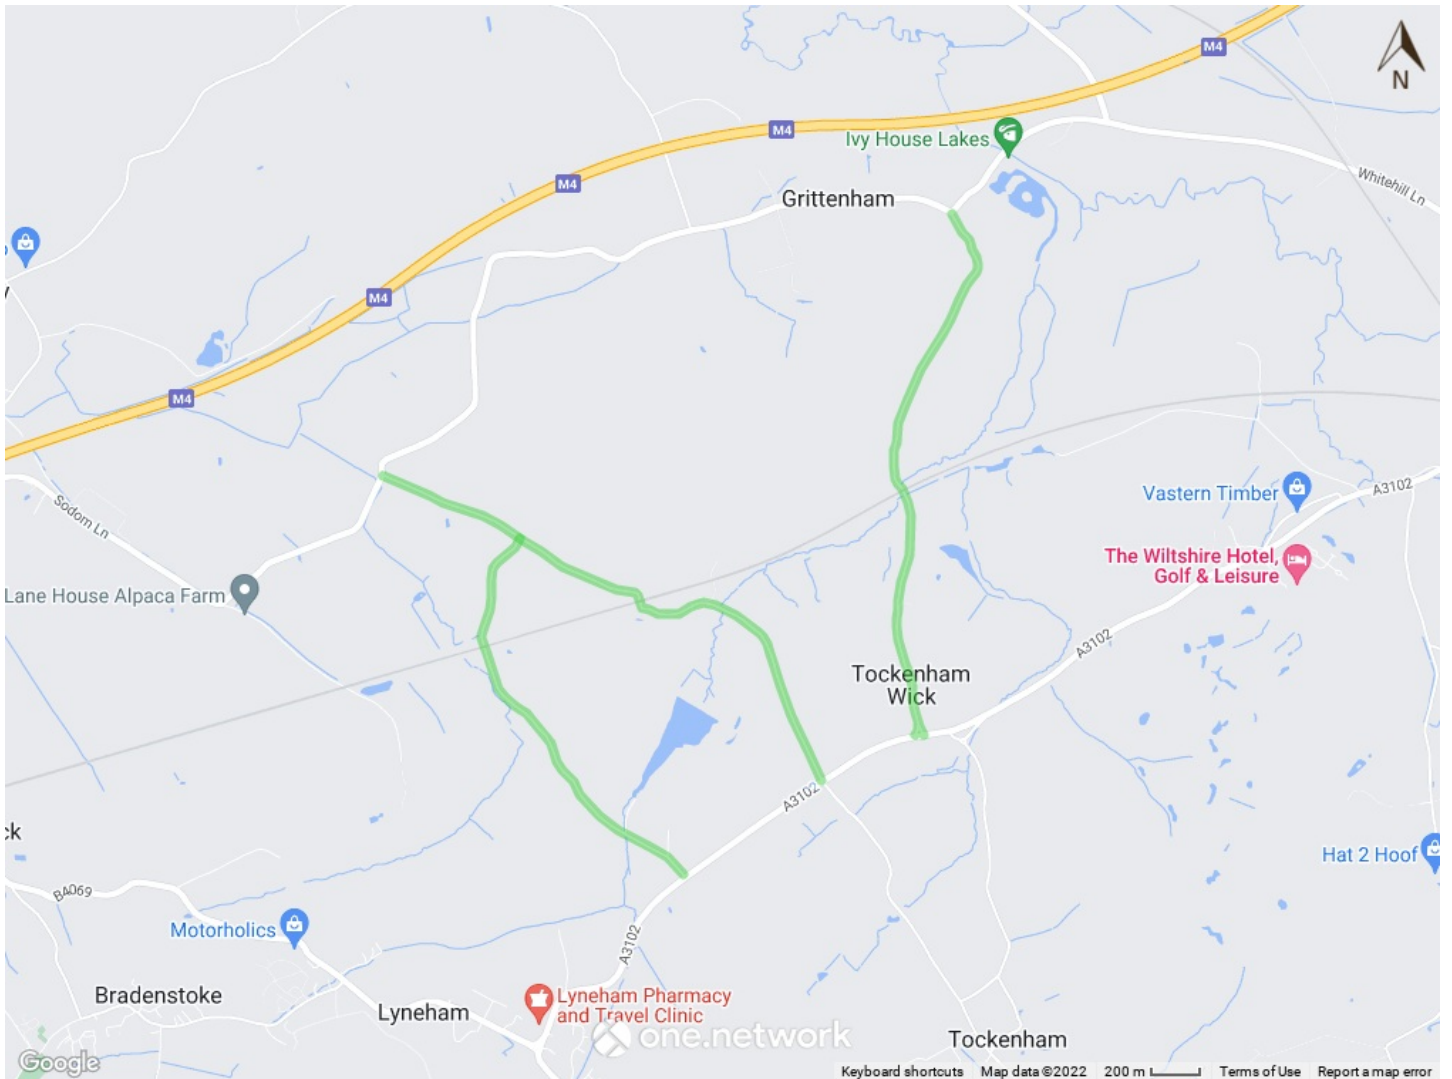 M4
N
M4
Ivy House Lakes
M4
Whitehill Ln
Grittenham
M4
M4
A3102
Vastern Timber
Sodom Ln
The Wiltshire Hotel,
Golf & Leisure
Lane House Alpaca Farm
A3102
Tockenham
Wick
A3102
ck
Hat 2 Hoof
BA069
Motorholics
A3102
Bradenstoke
Lyneham Pharmacy
and Travel Clinic
Lyneham
one.network
Tockenham
Google
Keyboard shortcuts Map data ©2022 200 m Terms of Use Report a map error